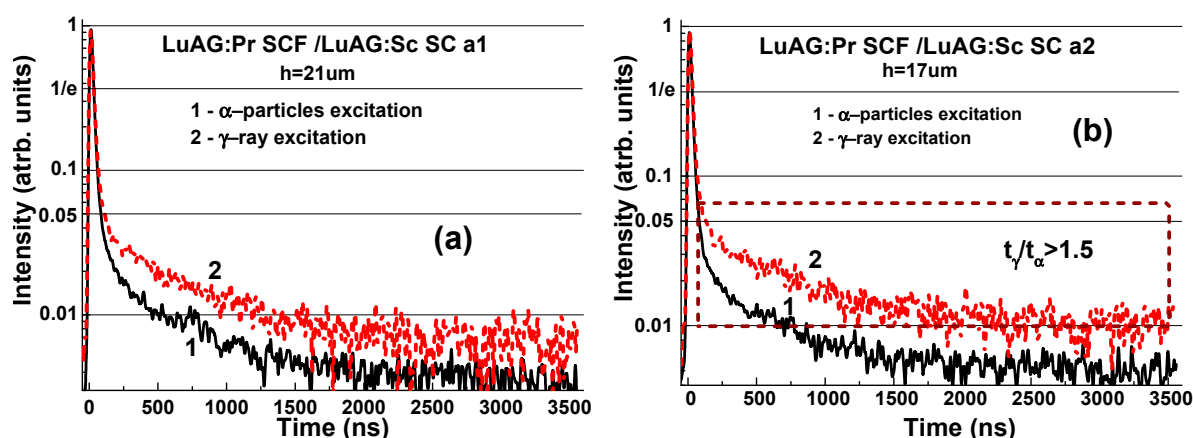 LuAG:Pr SCF /LuAG:Sc SC a1
h=21um
1 - α–particles excitation
2 - γ–ray excitation
(a)
2
1
Intensity (atrb. units)
1
1/e
0.1
0.05
0.01
0 500 1000 1500 2000 2500 3000 3500
Time (ns)
LuAG:Pr SCF /LuAG:Sc SC a2
h=17um
1 - α–particles excitation
2 - γ–ray excitation
(b)
tγ/tα>1.5
2
1
Intensity (atrb. units)
1
1/e
0.1
0.05
0.01
0 500 1000 1500 2000 2500 3000 3500
Time (ns)